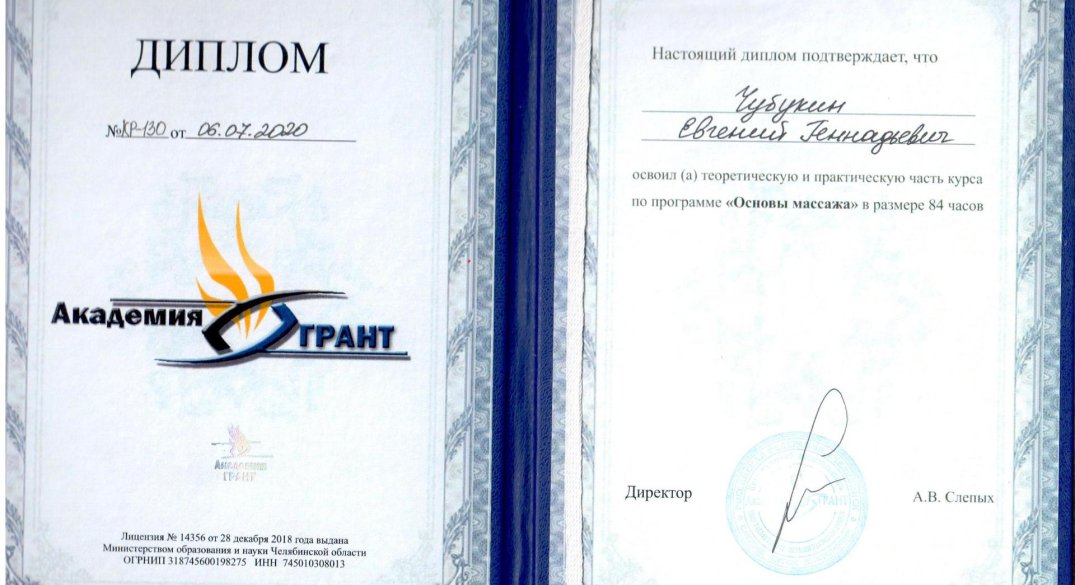 ДИПЛОМ
№КР-130 от 06.07.2020
Академия
ГРАНТ
Академия
ГРАНТ
Лицензия № 14356 от 28 декабря 2018 года выдана
Министерством образования и науки Челябинской области
ОГРНИП 318745600198275 ИНН 745010308013
Настоящий диплом подтверждает, что
Чубукин
Евгений Геннадьевич
освоил (а) теоретическую и практическую часть курса
по программе «Основы массажа» в размере 84 часов
Директор
ГРАНТ
А.В. Слепых